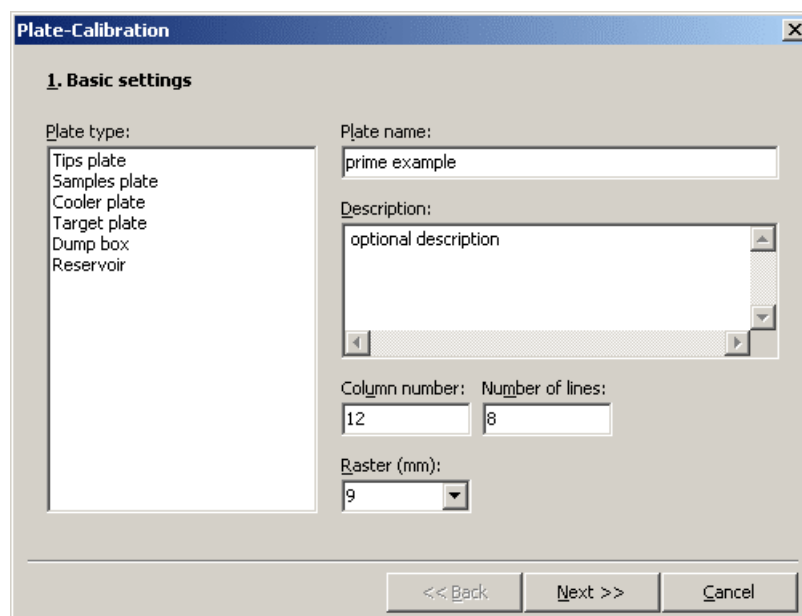 Plate-Calibration
1. Basic settings
Plate type:
Tips plate
Samples plate
Cooler plate
Target plate
Dump box
Reservoir
Plate name:
prime example
Description:
optional description
Column number: Number of lines:
12 8
Raster (mm):
9
<< Back Next >> Cancel